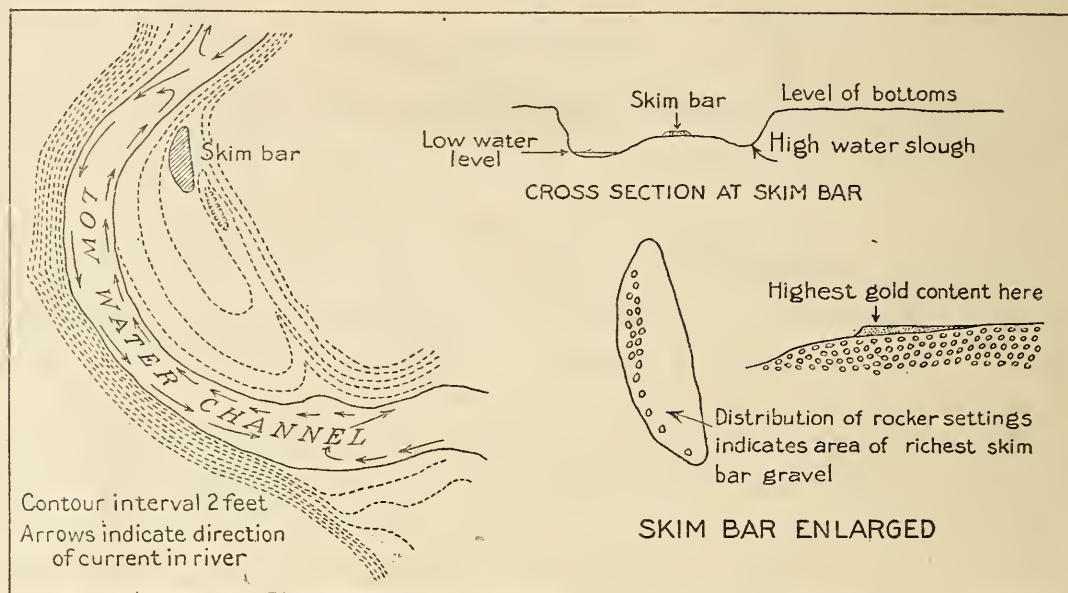 Skim bar
LOW WATER CHANNEL
Contour interval 2 feet
Arrows indicate direction
of current in river
Skim bar
Level of bottoms
Low water
level
High water slough
CROSS SECTION AT SKIM BAR
Highest gold content here
Distribution of rocker settings
indicates area of richest skim
bar gravel
SKIM BAR ENLARGED